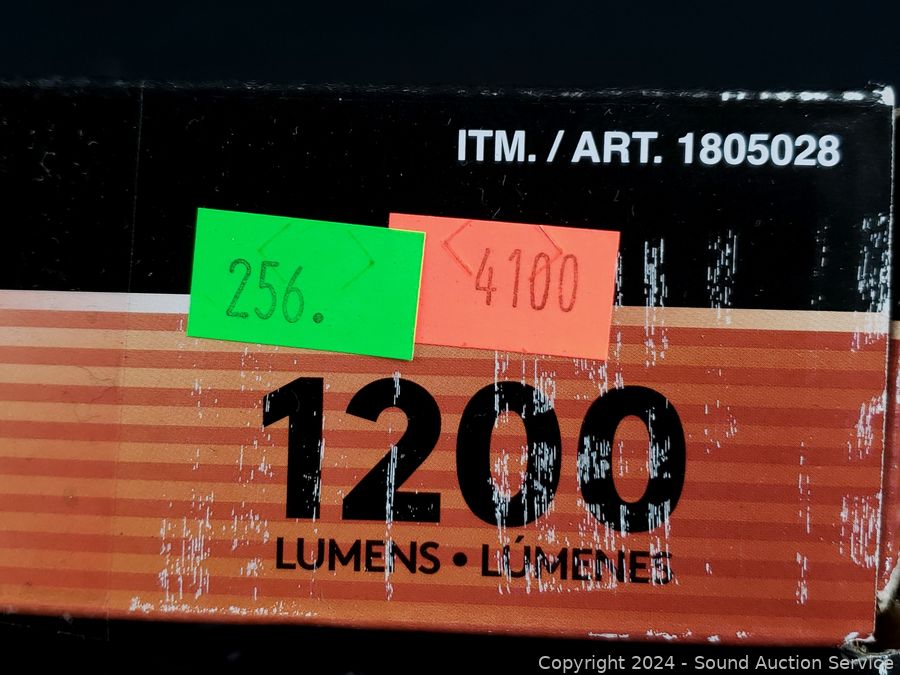 ITM. / ART. 1805028
256.
4100
1200
LUMENS • LÚMENES
Copyright 2024 - Sound Auction Service